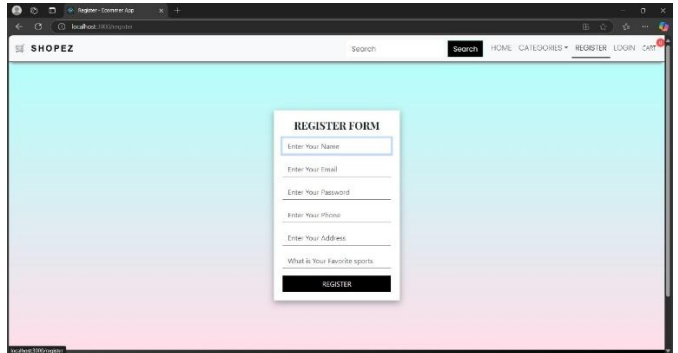 Register - Ecommer App
localhost:3000/register
SHOPEZ
Search
Search
HOME
CATEGORIES
REGISTER
LOGIN
CART
REGISTER FORM
Enter Your Name
Enter Your Email
Enter Your Password
Enter Your Phone
Enter Your Address
What is Your Favorite sports
REGISTER
localhost:3000/register